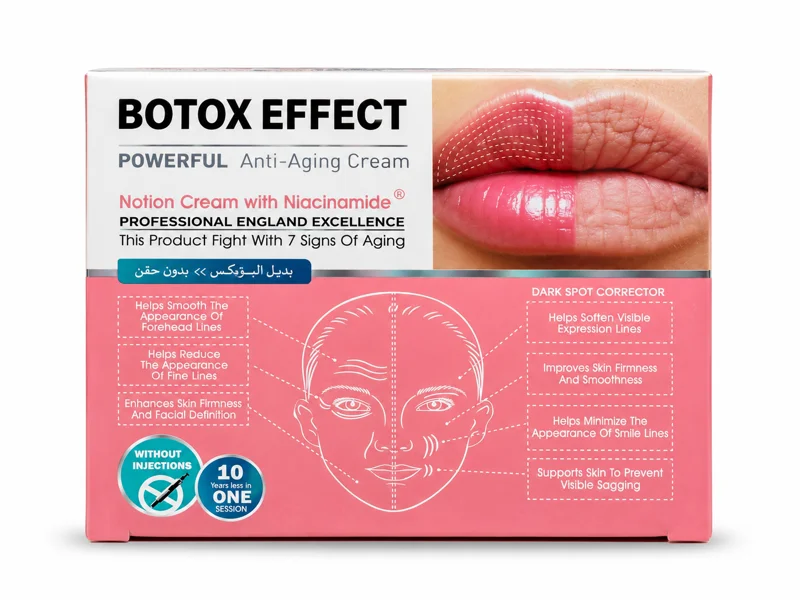 BOTOX EFFECT
POWERFUL Anti-Aging Cream
Notion Cream with Niacinamide®
PROFESSIONAL ENGLAND EXCELLENCE
This Product Fight With 7 Signs Of Aging
بديل البوتوكس >> بدون حقن
DARK SPOT CORRECTOR
Helps Smooth The
Appearance Of
Forehead Lines
Helps Reduce
The Appearance
Of Fine Lines
Enhances Skin Firmness
And Facial Definition
Helps Soften Visible
Expression Lines
Improves Skin Firmness
And Smoothness
Helps Minimize The
Appearance Of Smile Lines
Supports Skin To Prevent
Visible Sagging
WITHOUT
INJECTIONS
10
Years less in
ONE
SESSION